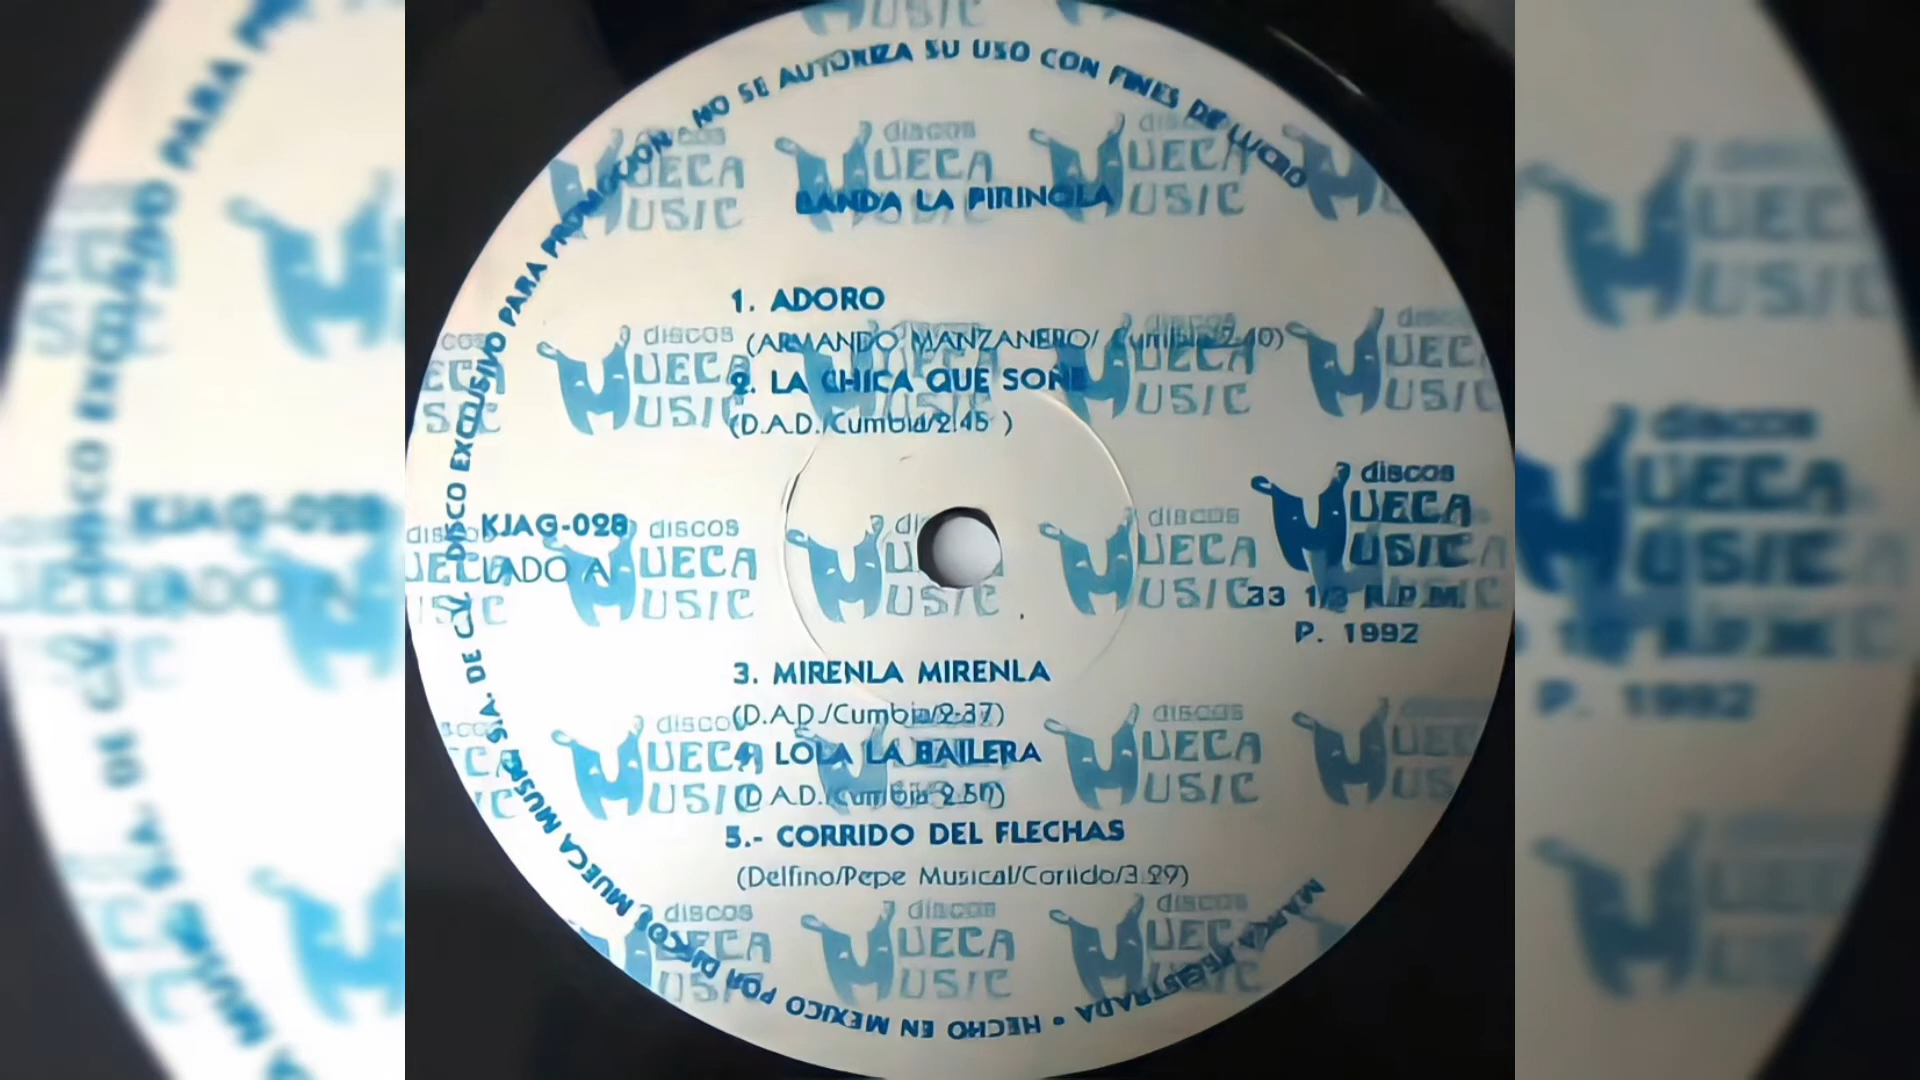 NO SE AUTORIZA SU USO CON FINES DE LUCRO
BANDA LA PIRINOLA
1. ADORO
(ARMANDO MANZANERO/ Cumbia/2.40)
2. LA CHICA QUE SOÑE
(D.A.D./Cumbia/2.45 )
KJAG-028
LADO A
discos
MUECA
MUSIC
33 1/3 R.P.M.
P. 1992
3. MIRENLA MIRENLA
(D.A.D./Cumbia/2.37)
4. LOLA LA BAILERA
(D.A.D./Cumbia 2.50)
5.- CORRIDO DEL FLECHAS
(Delfino/Pepe Musical/Corrido/3.29)
MARCA REGISTRADA • HECHO EN MEXICO POR DISCOS MUECA MUSIC S.A. DE C.V. DISCO EXCLUSIVO PARA PROMOCION